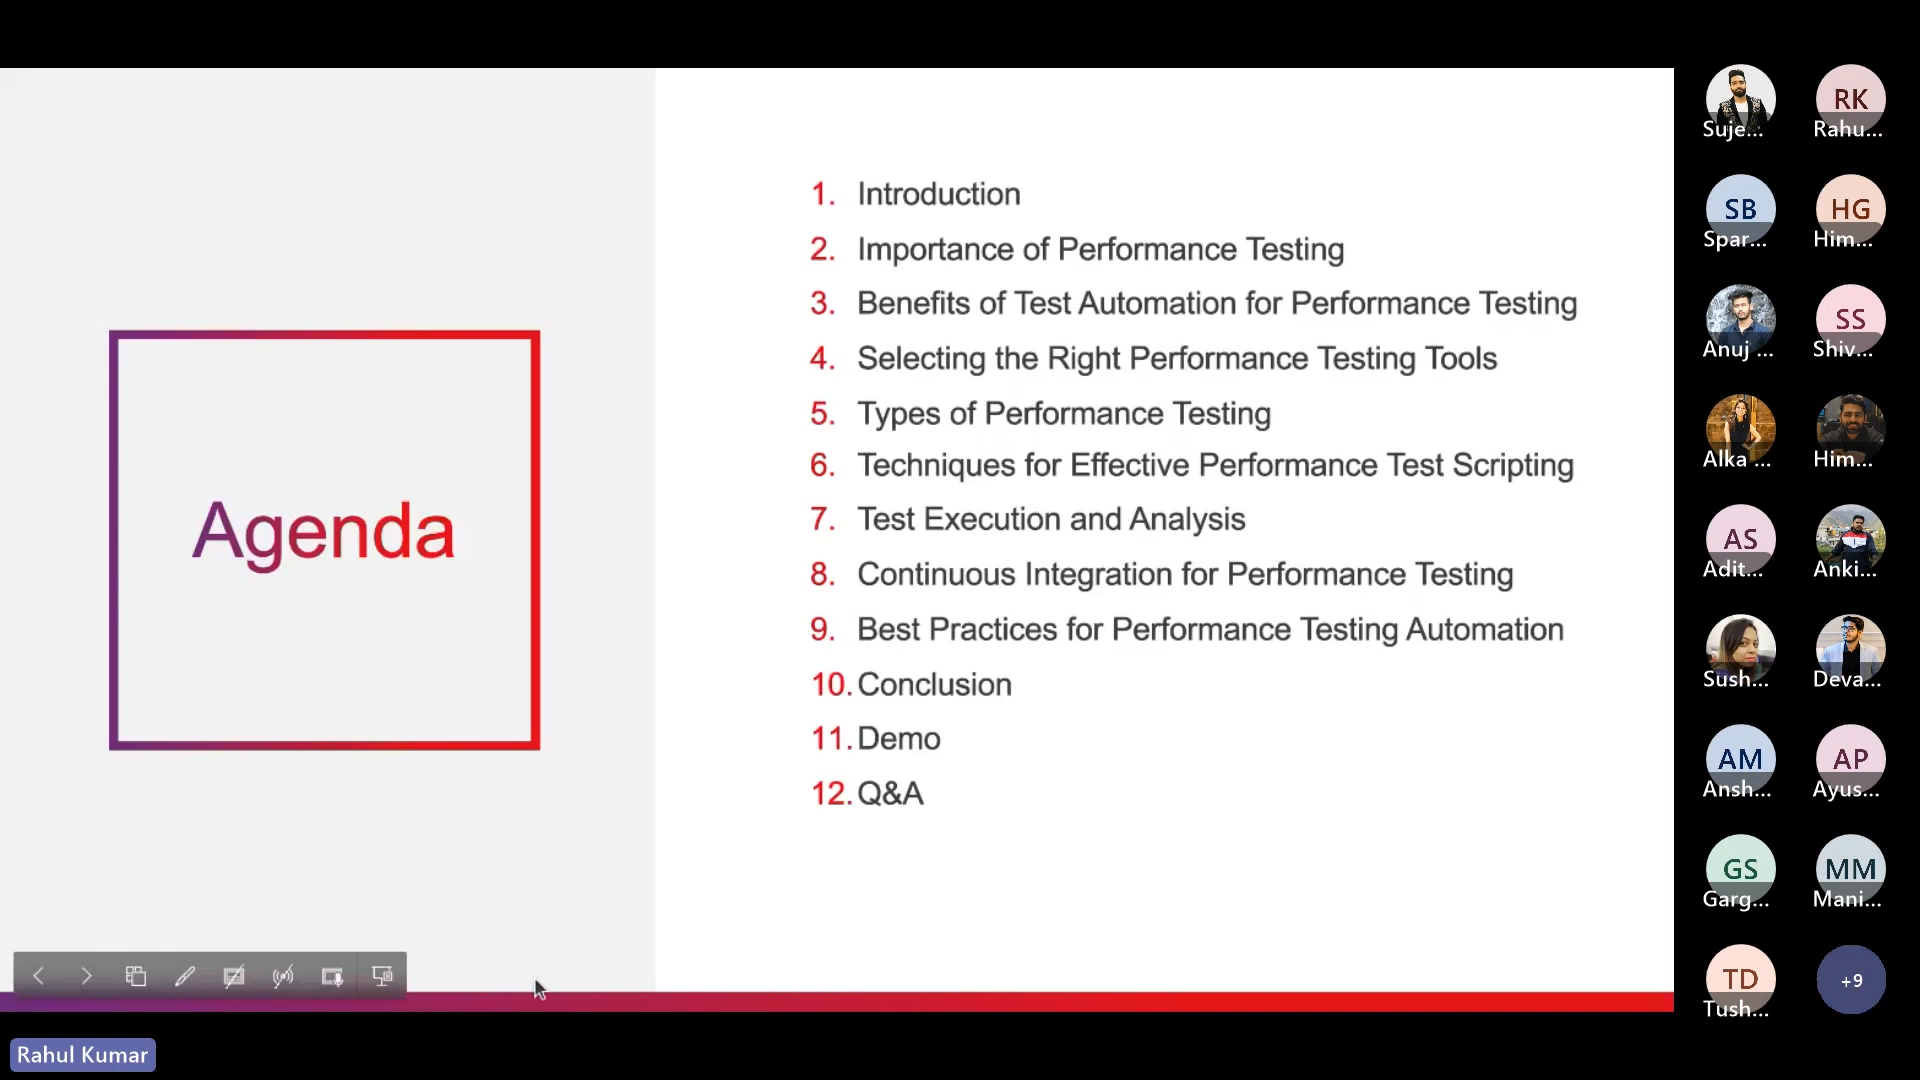 Agenda
1. Introduction
2. Importance of Performance Testing
3. Benefits of Test Automation for Performance Testing
4. Selecting the Right Performance Testing Tools
5. Types of Performance Testing
6. Techniques for Effective Performance Test Scripting
7. Test Execution and Analysis
8. Continuous Integration for Performance Testing
9. Best Practices for Performance Testing Automation
10. Conclusion
11. Demo
12. Q&A
Rahul Kumar
Suje...
RK
Rahu...
SB
Spar...
HG
Him...
Anuj ...
SS
Shiv...
Alka ...
Him...
AS
Adit...
Anki...
Sush...
Deva...
AM
Ansh...
AP
Ayus...
GS
Garg...
MM
Mani...
TD
Tush...
+9